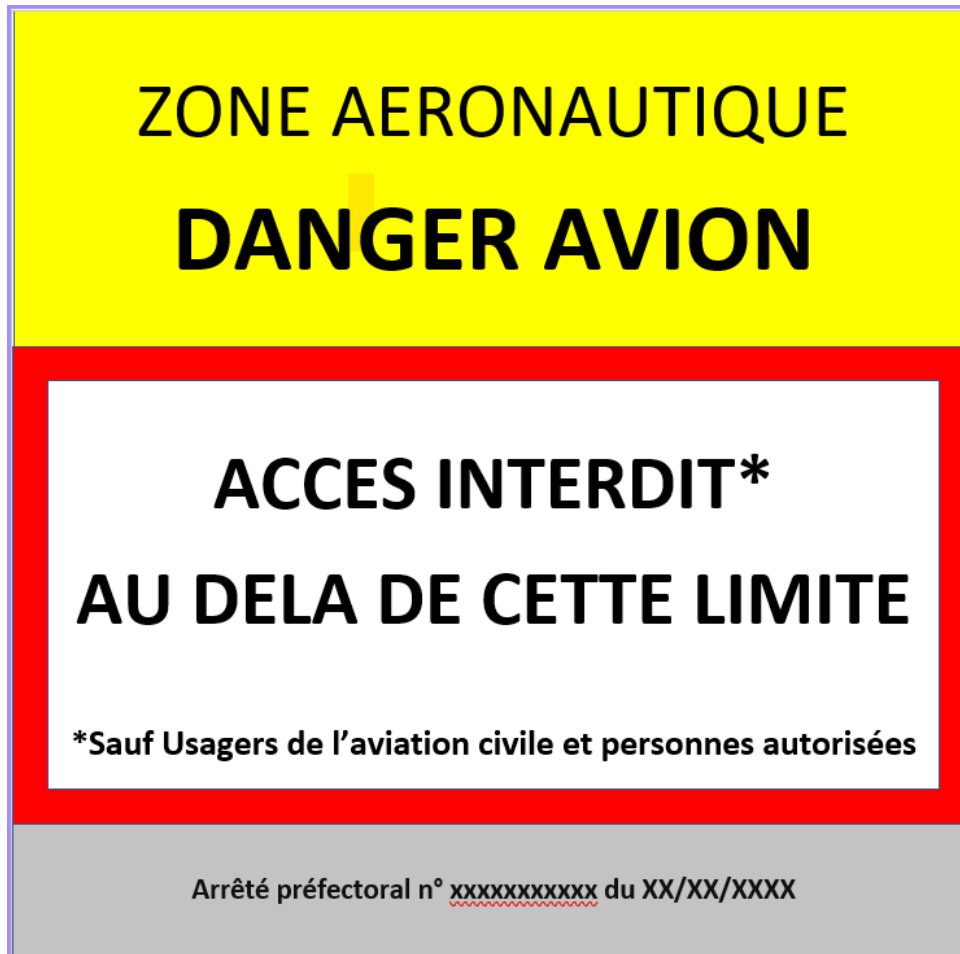 ZONE AERONAUTIQUE
DANGER AVION
ACCES INTERDIT*
AU DELA DE CETTE LIMITE
*Sauf Usagers de l’aviation civile et personnes autorisées
Arrêté préfectoral n° xxxxxxxxxxx du XX/XX/XXXX